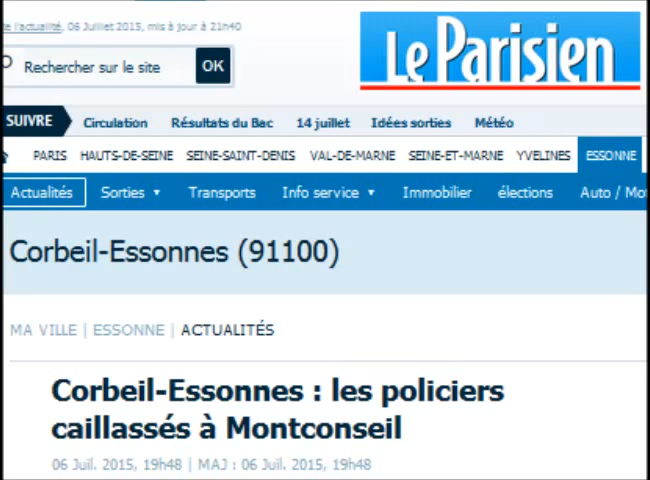 te l'actualité, 06 Juillet 2015, mis à jour à 21h40
Le Parisien
Rechercher sur le site OK
SUIVRE Circulation Résultats du Bac 14 juillet Idées sorties Météo
PARIS HAUTS-DE-SEINE SEINE-SAINT-DENIS VAL-DE-MARNE SEINE-ET-MARNE YVELINES ESSONNE
Actualités Sorties Transports Info service Immobilier élections Auto / Mot
Corbeil-Essonnes (91100)
MA VILLE | ESSONNE | ACTUALITÉS
Corbeil-Essonnes : les policiers
caillassés à Montconseil
06 Juil. 2015, 19h48 | MAJ : 06 Juil. 2015, 19h48